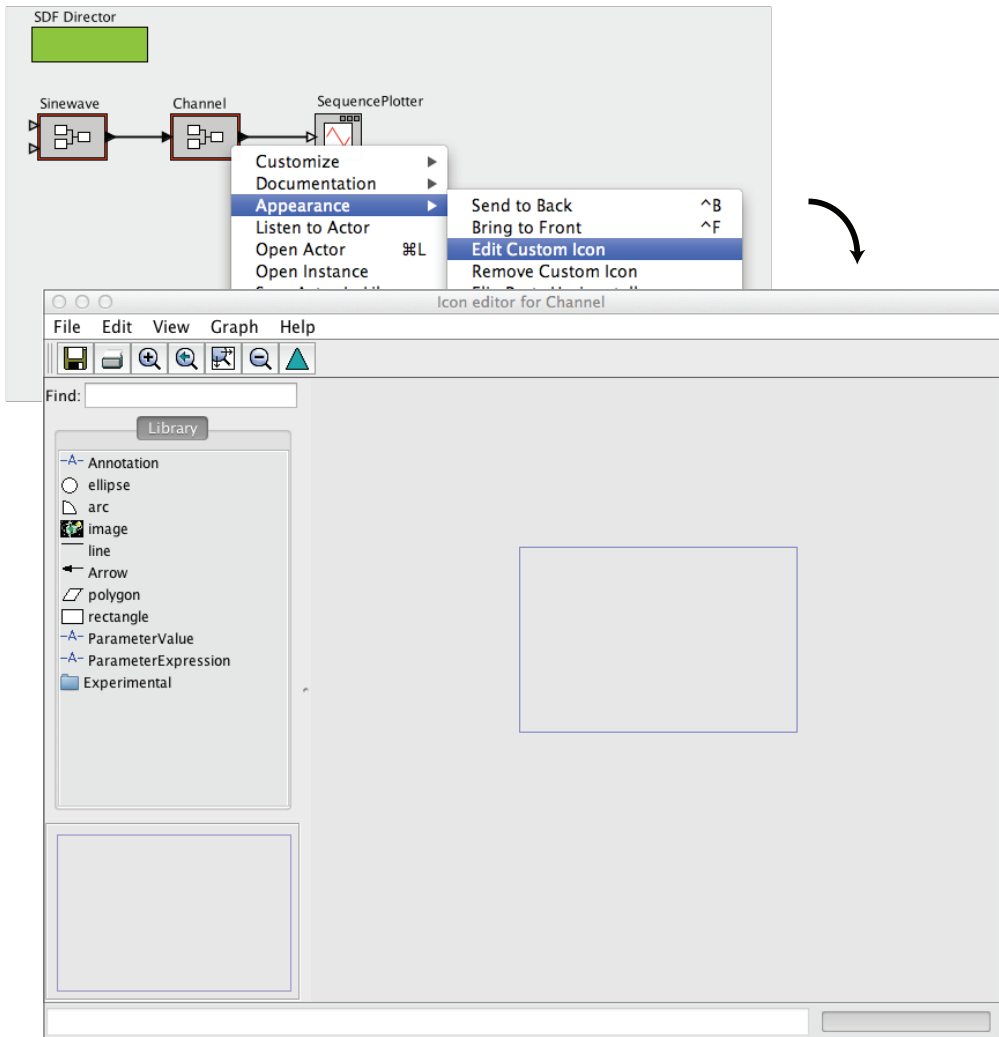 SDF Director
Sinewave
Channel
SequencePlotter
Customize
Documentation
Appearance
Listen to Actor
Open Actor ⌘L
Open Instance
Send to Back ^B
Bring to Front ^F
Edit Custom Icon
Remove Custom Icon
Icon editor for Channel
File Edit View Graph Help
Find:
Library
-A- Annotation
ellipse
arc
image
line
Arrow
polygon
rectangle
-A- ParameterValue
-A- ParameterExpression
Experimental